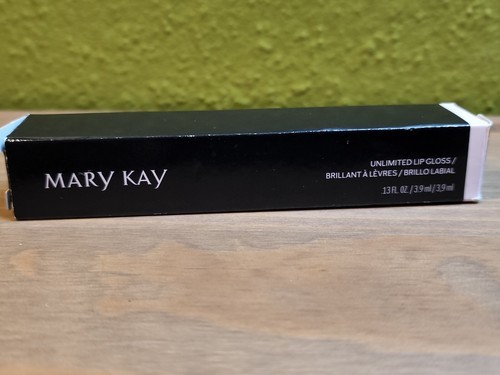 MARY KAY
UNLIMITED LIP GLOSS /
BRILLANT À LÈVRES / BRILLO LABIAL
.13 FL. OZ. / 3.9 ml / 3,9 ml